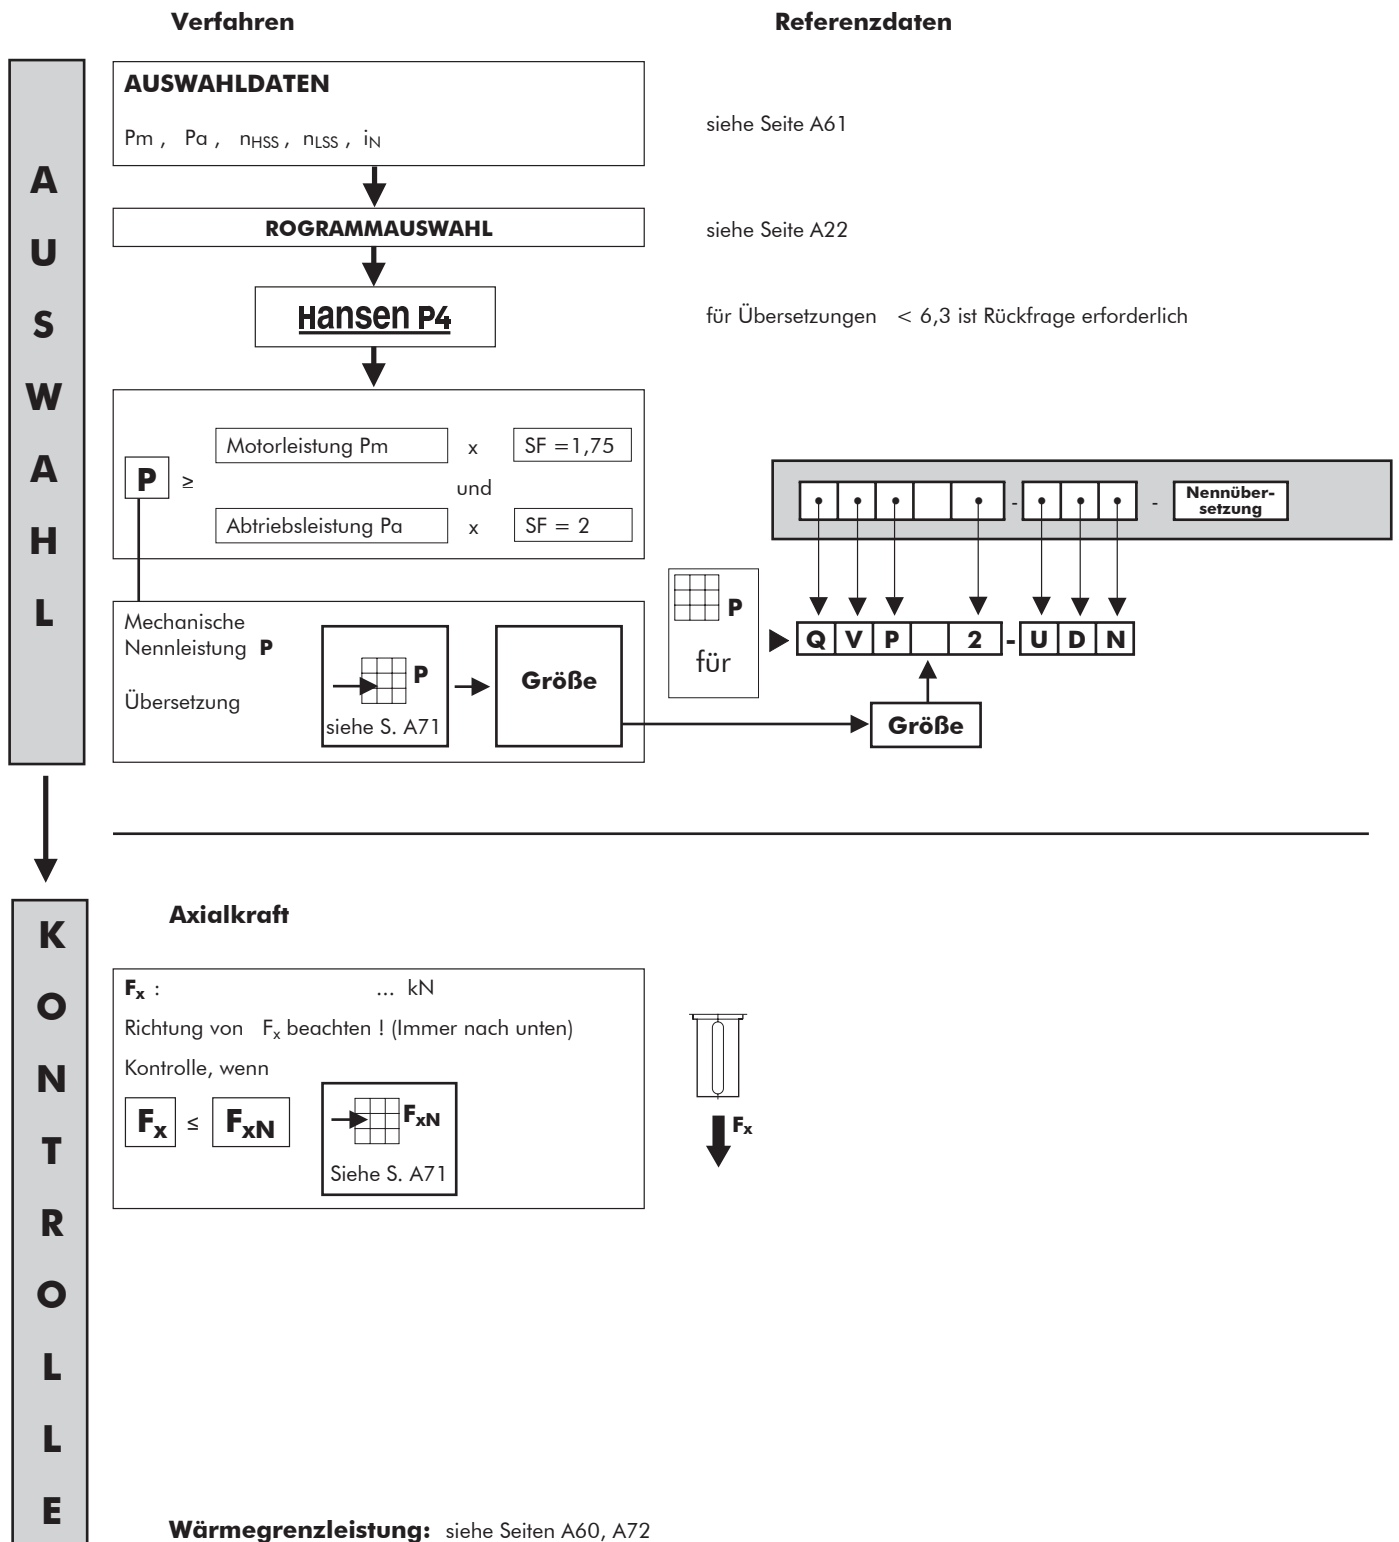 Verfahren
Referenzdaten
AUSWAHL
AUSWAHLDATEN
Pm , Pa , nHSS , nLSS , iN
siehe Seite A61
ROGRAMMAUSWAHL
siehe Seite A22
Hansen P4
für Übersetzungen < 6,3 ist Rückfrage erforderlich
Motorleistung Pm x SF =1,75
P ≥ und
Abtriebsleistung Pa x SF = 2
- - Nennüber-
setzung
Mechanische
Nennleistung P
Übersetzung
P
siehe S. A71
Größe
P
für
Q V P 2 - U D N
Größe
KONTROLLE
Axialkraft
Fx : ... kN
Richtung von Fx beachten ! (Immer nach unten)
Kontrolle, wenn
Fx ≤ FxN
FxN
Siehe S. A71
Fx
Wärmegrenzleistung: siehe Seiten A60, A72